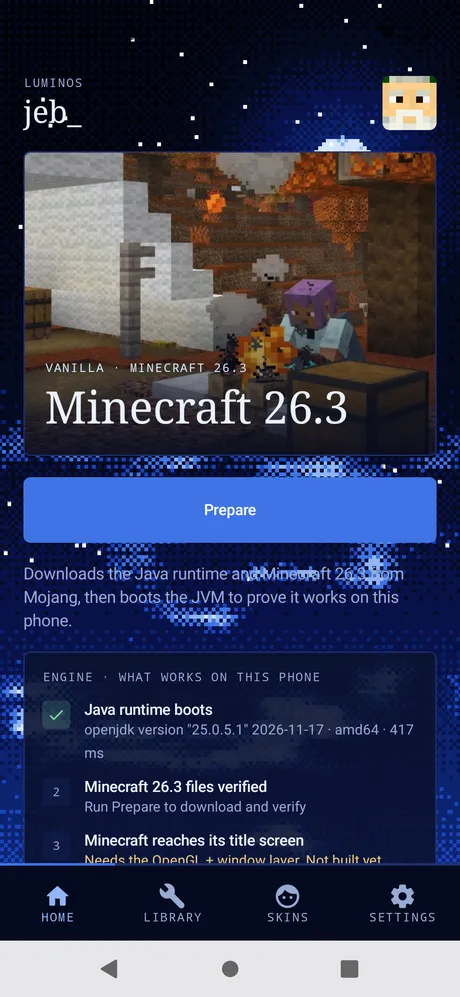 LUMINOS
jeb_
VANILLA · MINECRAFT 26.3
Minecraft 26.3
Prepare
Downloads the Java runtime and Minecraft 26.3 from
Mojang, then boots the JVM to prove it works on this
phone.
ENGINE · WHAT WORKS ON THIS PHONE
Java runtime boots
openjdk version "25.0.5.1" 2026-11-17 · amd64 · 417
ms
2
Minecraft 26.3 files verified
Run Prepare to download and verify
3
Minecraft reaches its title screen
Needs the OpenGL + window layer. Not built yet
HOME
LIBRARY
SKINS
SETTINGS